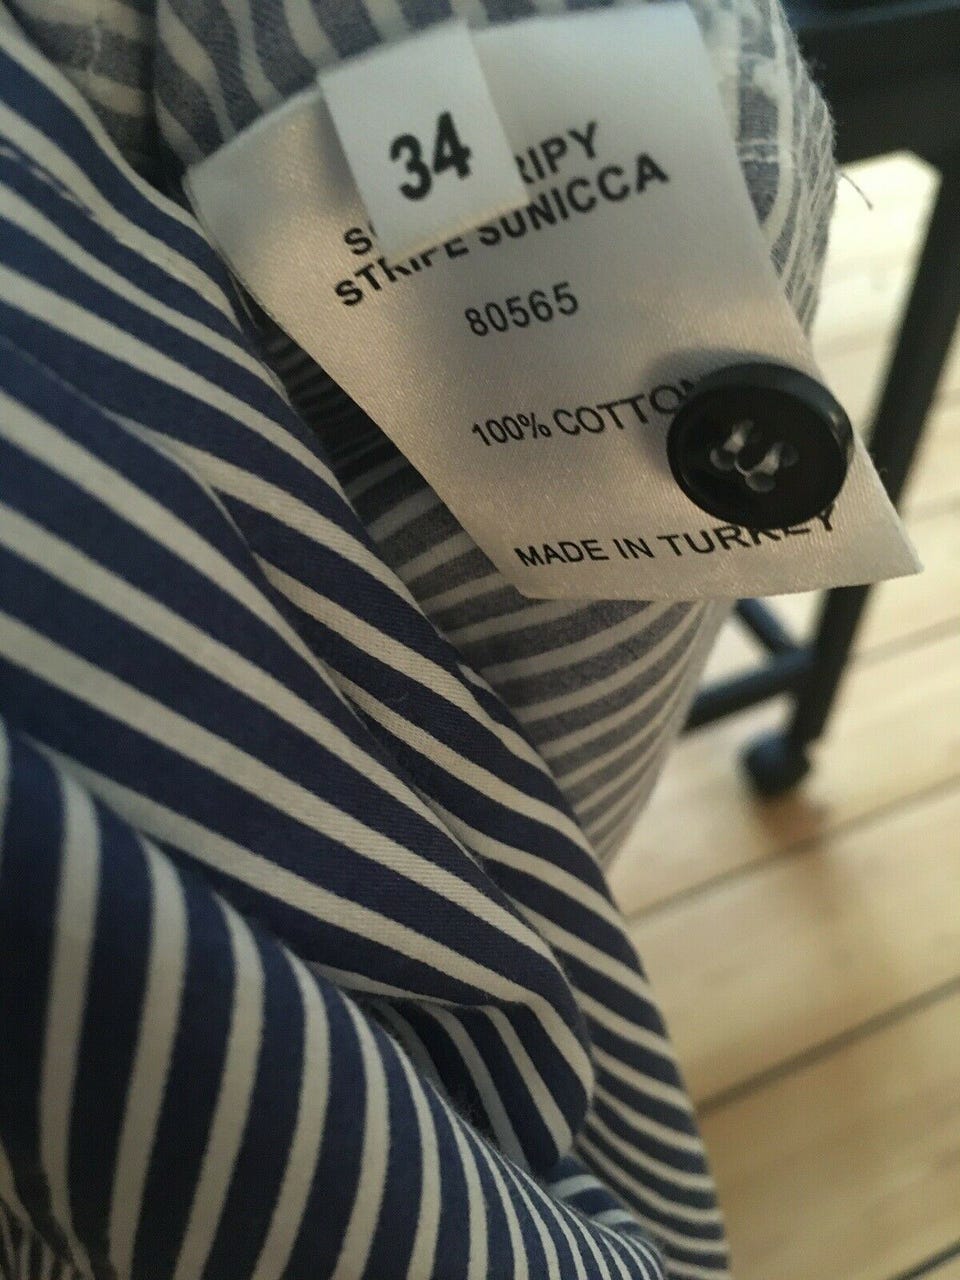 34
STRIPE SUNICCA
80565
100% COTTON
MADE IN TURKEY